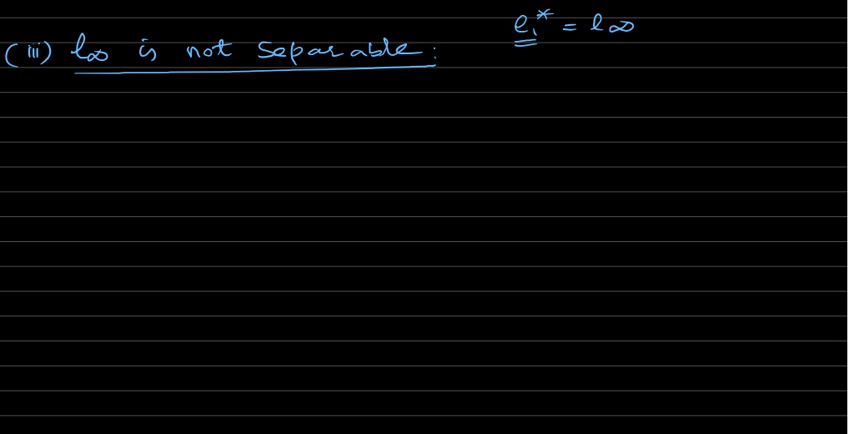 l₁* = l∞
(iii) l∞ is not separable: